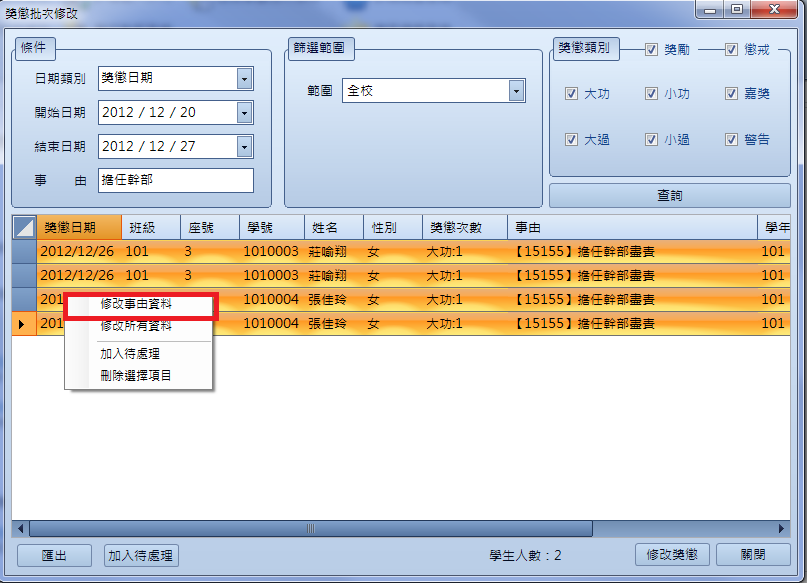 獎懲批次修改
條件
日期類別 獎懲日期
開始日期 2012 / 12 / 20
結束日期 2012 / 12 / 27
事 由 擔任幹部
篩選範圍
範圍 全校
獎懲類別 獎勵 懲戒
大功 小功 嘉獎
大過 小過 警告
查詢
獎懲日期 班級 座號 學號 姓名 性別 獎懲次數 事由 學年
2012/12/26 101 3 1010003 莊喻翔 女 大功:1 【15155】擔任幹部盡責 101
2012/12/26 101 3 1010003 莊喻翔 女 大功:1 【15155】擔任幹部盡責 101
201 1010004 張佳玲 女 大功:1 【15155】擔任幹部盡責 101
201 1010004 張佳玲 女 大功:1 【15155】擔任幹部盡責 101
修改事由資料
修改所有資料
加入待處理
刪除選擇項目
匯出 加入待處理 學生人數：2 修改獎懲 關閉